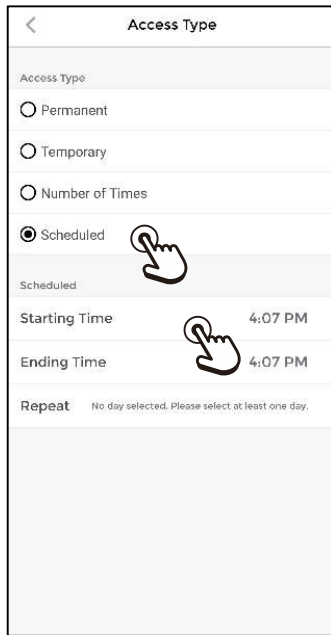 Access Type
Access Type
Permanent
Temporary
Number of Times
Scheduled
Scheduled
Starting Time 4:07 PM
Ending Time 4:07 PM
Repeat No day selected. Please select at least one day.